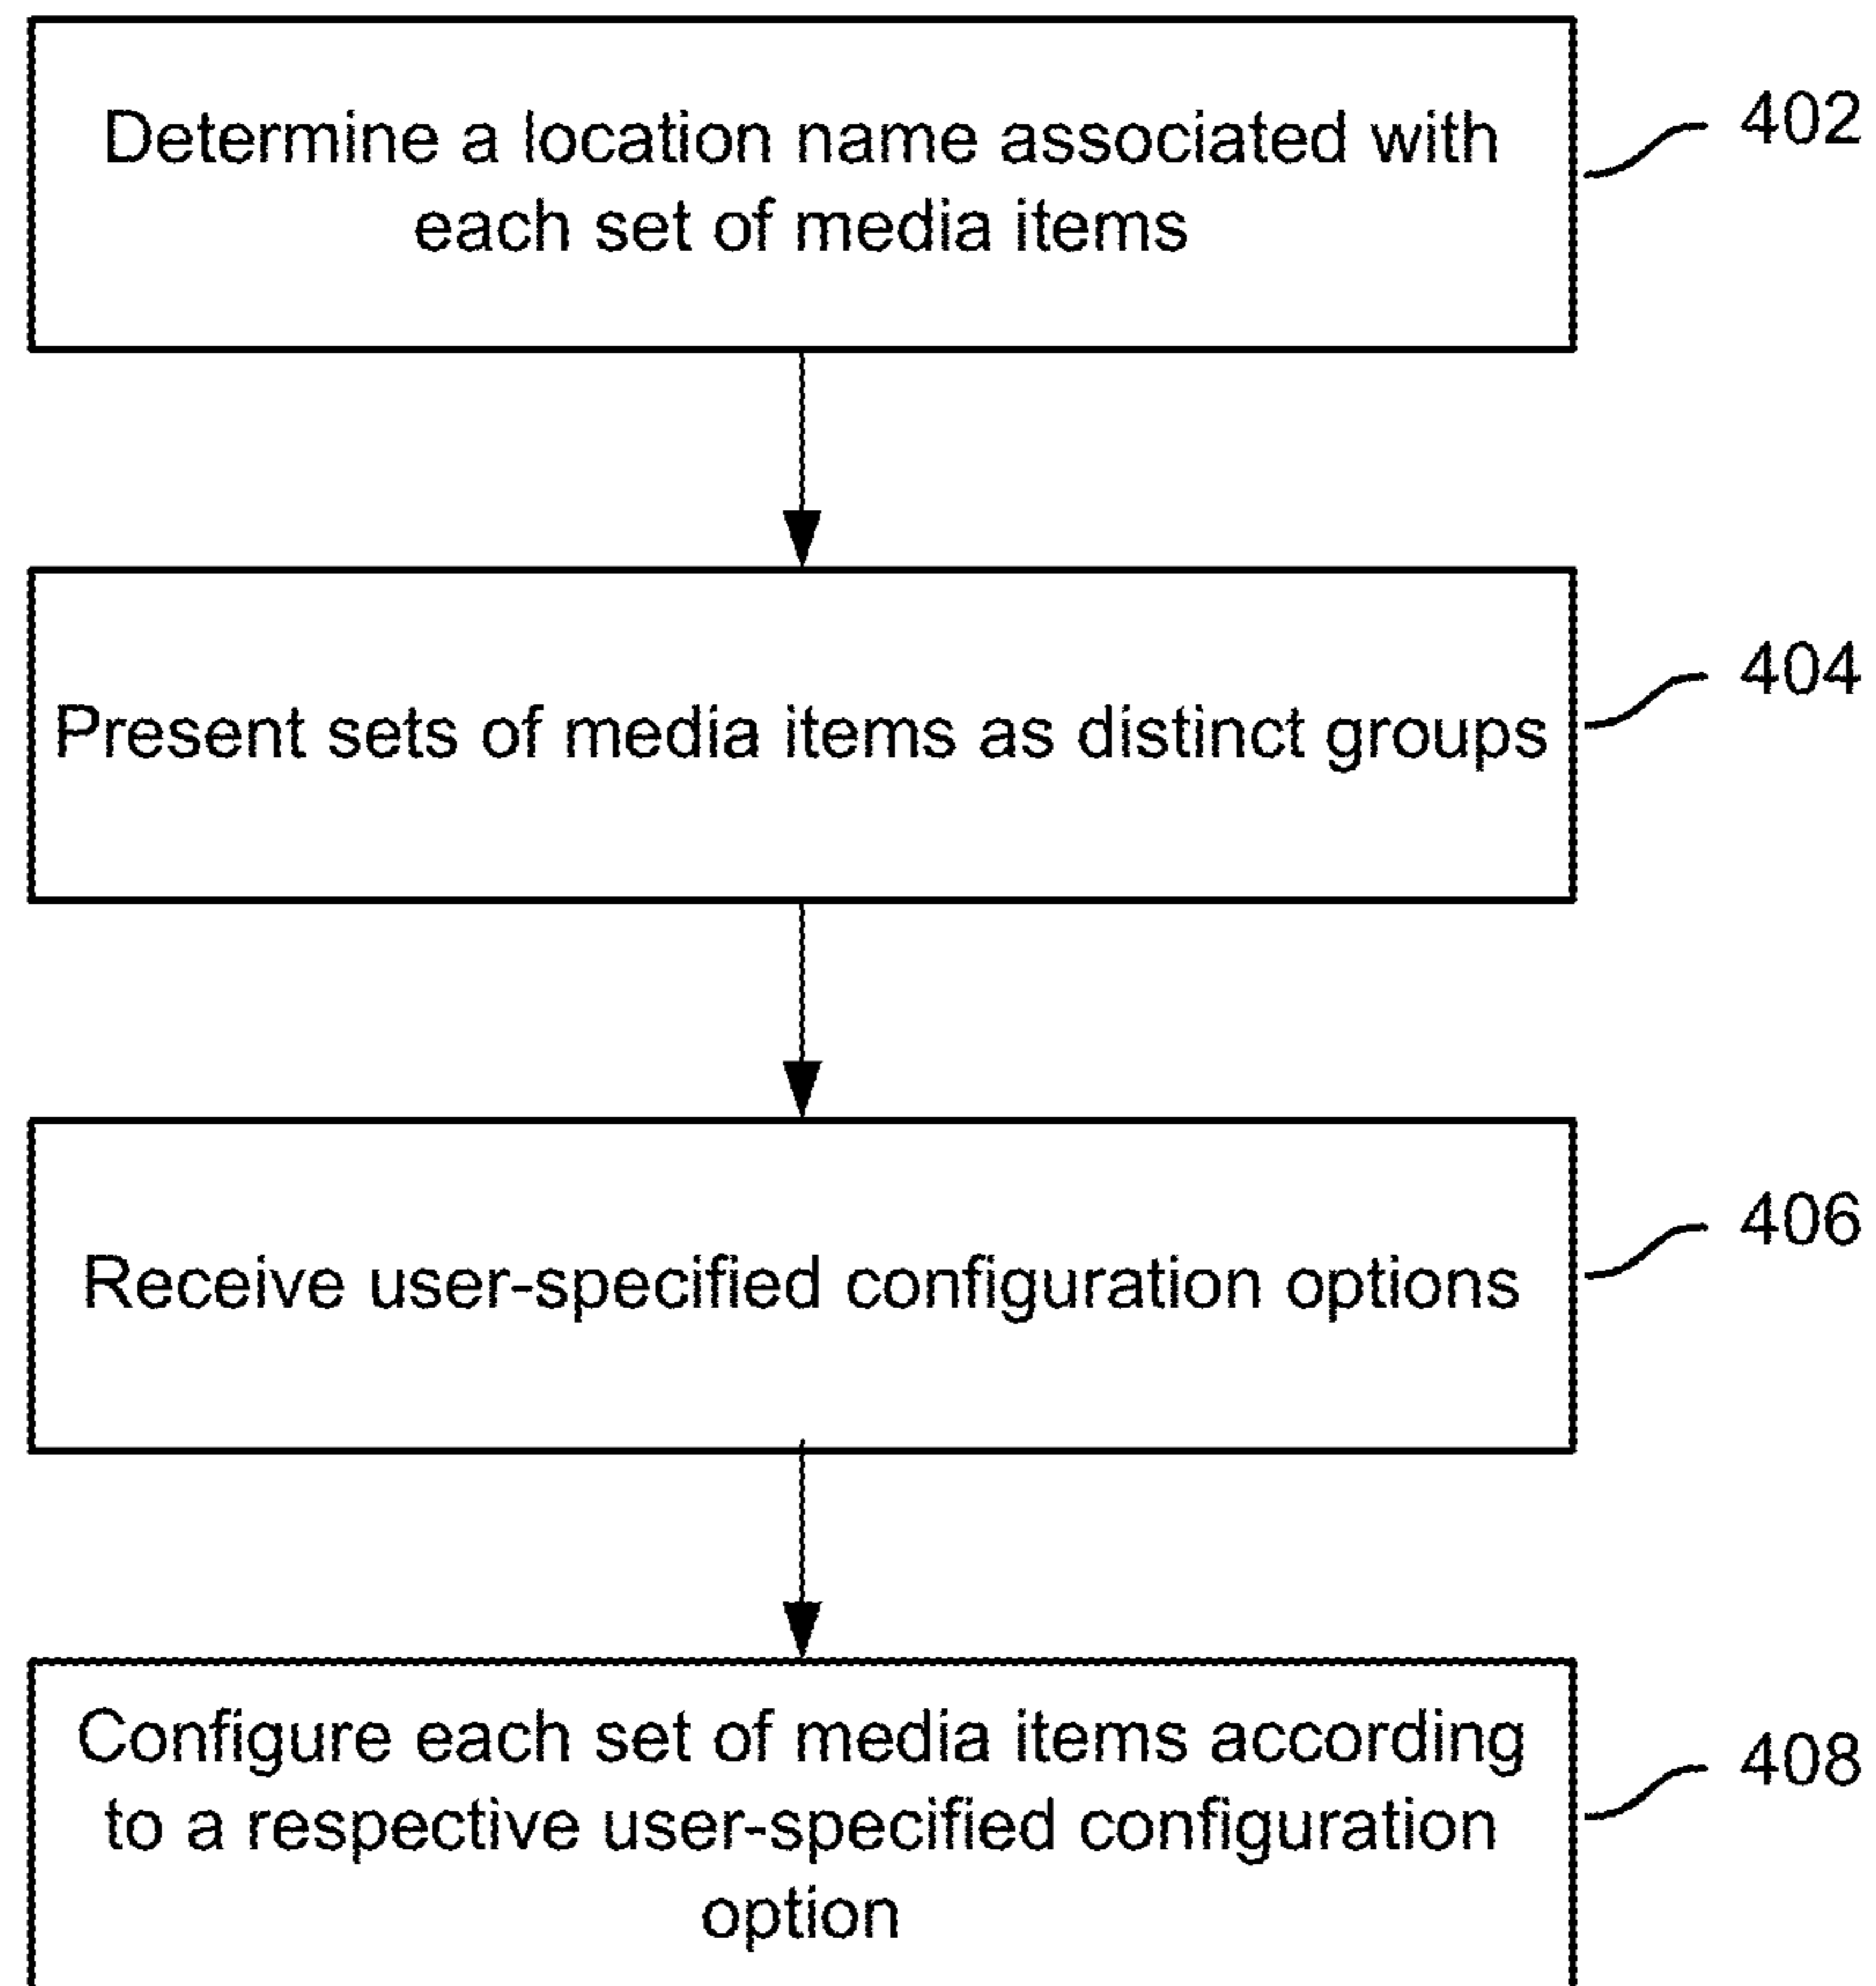 Determine a location name associated with
each set of media items
402
Present sets of media items as distinct groups
404
Receive user-specified configuration options
406
Configure each set of media items according
to a respective user-specified configuration
option
408